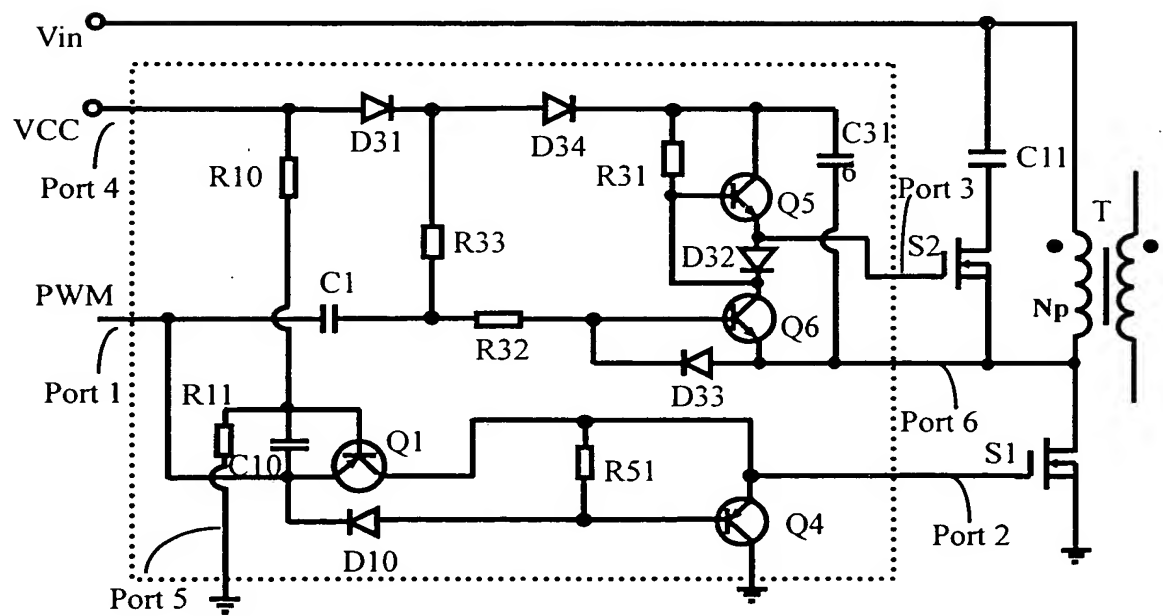 Vin
VCC
D31
D34
C31
6
C11
Port 4
R10
R31
Port 3
Q5
T
R33
D32
S2
PWM
C1
Np
R32
Q6
Port 1
D33
R11
Port 6
Q1
C10
R51
S1
Q4
D10
Port 2
Port 5